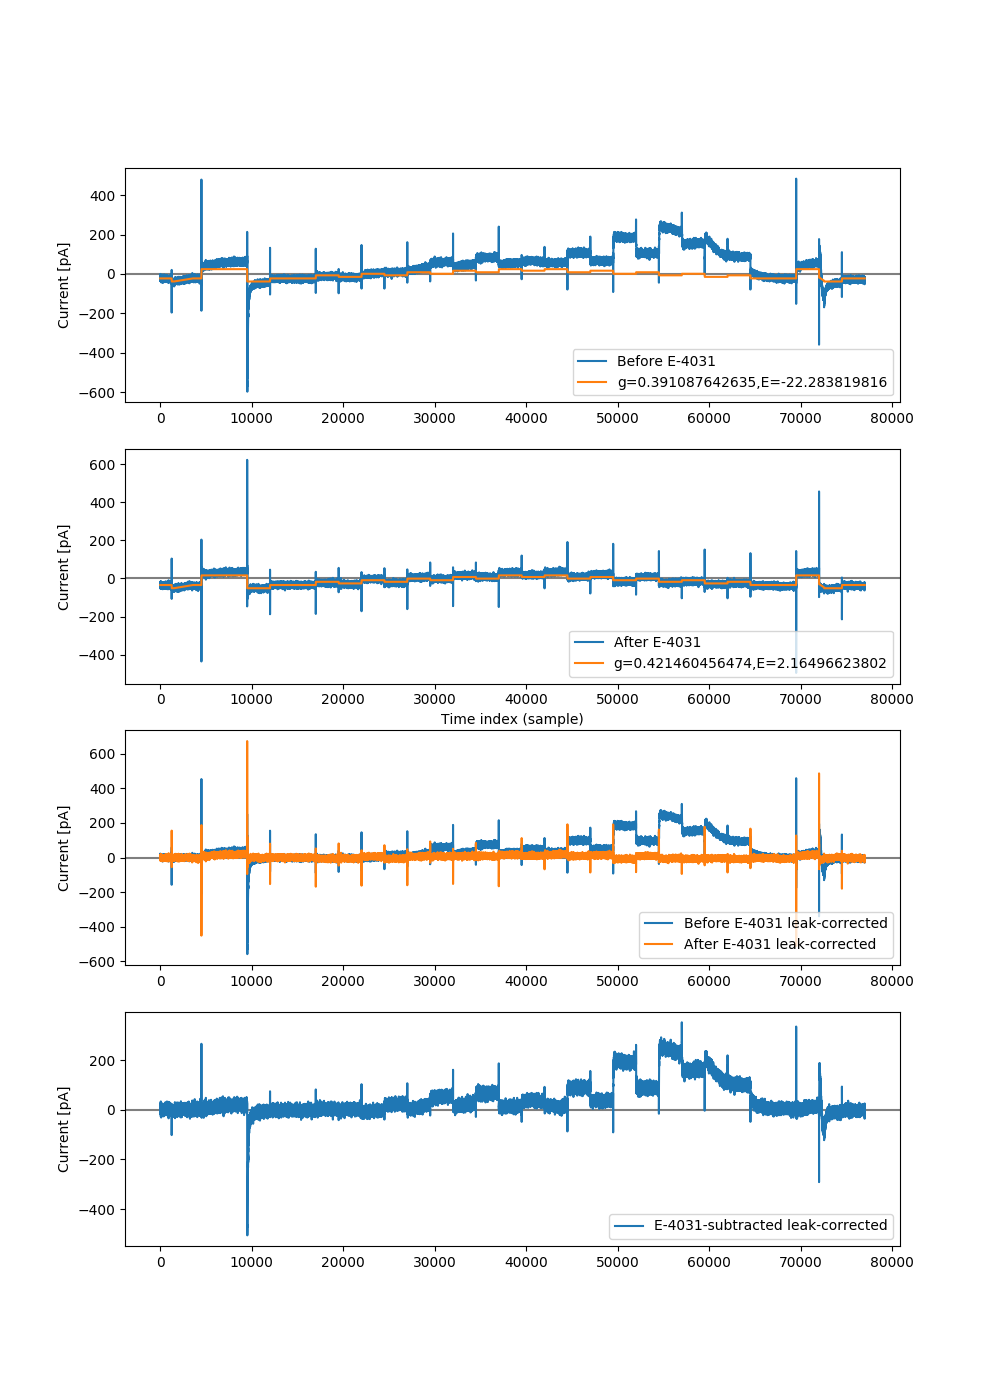 400
200
0
−200
−400
−600
Current [pA]
Before E-4031
g=0.391087642635,E=-22.283819816
0 10000 20000 30000 40000 50000 60000 70000 80000
600
400
200
0
−200
−400
Current [pA]
After E-4031
g=0.421460456474,E=2.16496623802
0 10000 20000 30000 40000 50000 60000 70000 80000
Time index (sample)
600
400
200
0
−200
−400
−600
Current [pA]
Before E-4031 leak-corrected
After E-4031 leak-corrected
0 10000 20000 30000 40000 50000 60000 70000 80000
200
0
−200
−400
Current [pA]
E-4031-subtracted leak-corrected
0 10000 20000 30000 40000 50000 60000 70000 80000